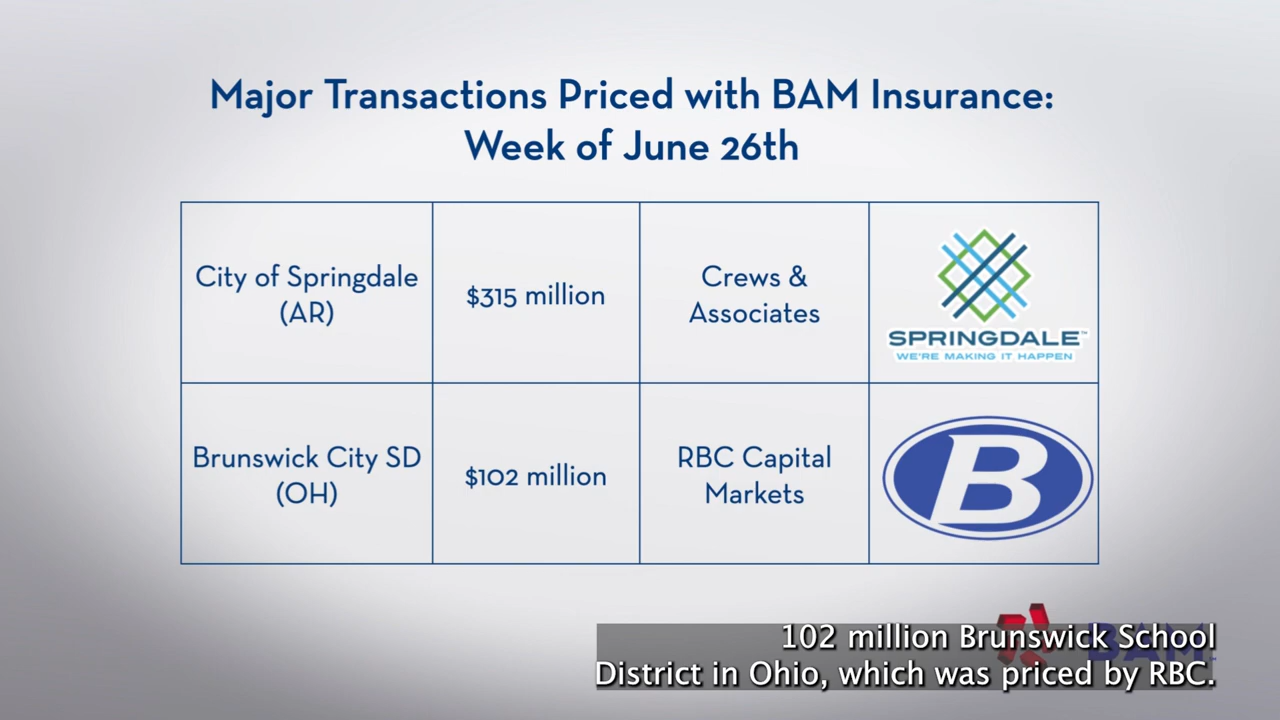 Major Transactions Priced with BAM Insurance:
Week of June 26th
City of Springdale
(AR)
$315 million
Crews &
Associates
SPRINGDALE™
WE'RE MAKING IT HAPPEN
Brunswick City SD
(OH)
$102 million
RBC Capital
Markets
B
BAM
102 million Brunswick School
District in Ohio, which was priced by RBC.